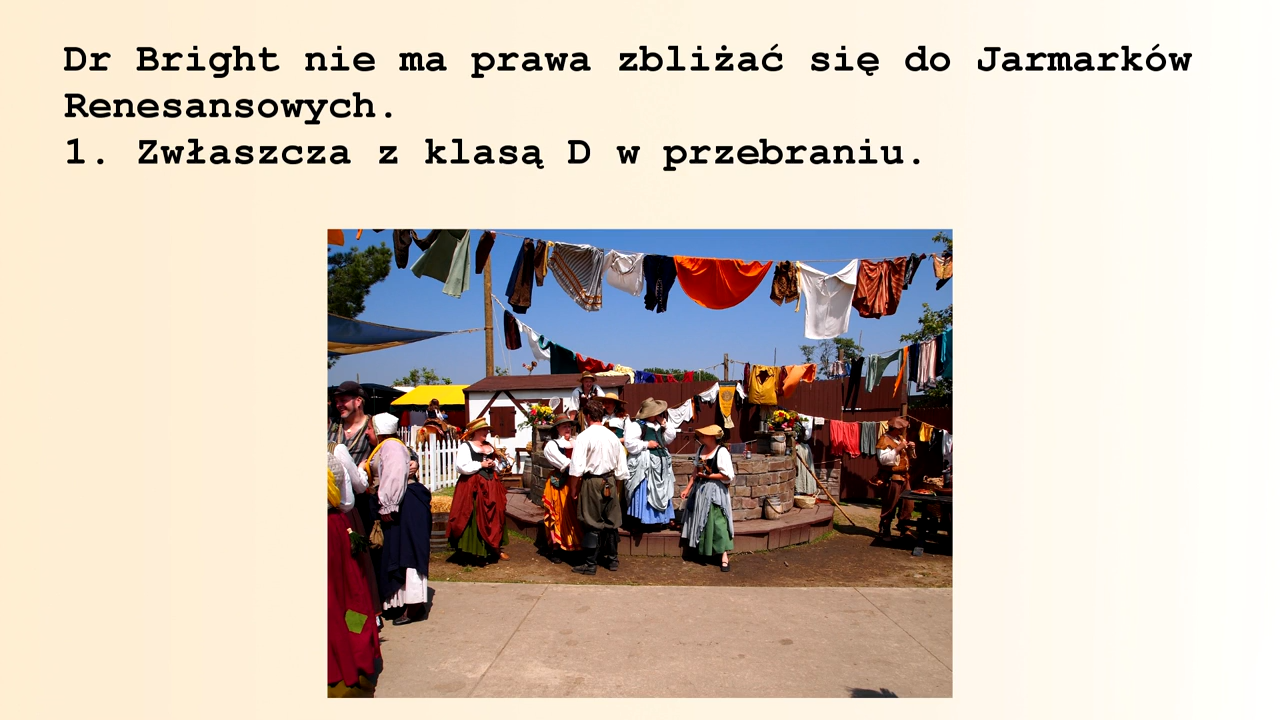 Dr Bright nie ma prawa zbliżać się do Jarmarków
Renesansowych.
1. Zwłaszcza z klasą D w przebraniu.